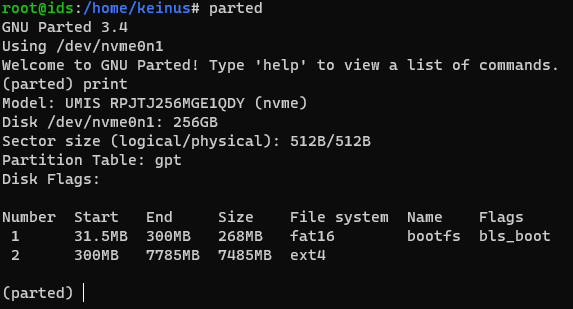 root@ids:/home/keinus# parted
GNU Parted 3.4
Using /dev/nvme0n1
Welcome to GNU Parted! Type 'help' to view a list of commands.
(parted) print
Model: UMIS RPJTJ256MGE1QDY (nvme)
Disk /dev/nvme0n1: 256GB
Sector size (logical/physical): 512B/512B
Partition Table: gpt
Disk Flags:
Number  Start   End     Size    File system  Name    Flags
 1      31.5MB  300MB   268MB   fat16        bootfs  bls_boot
 2      300MB   7785MB  7485MB  ext4
(parted)